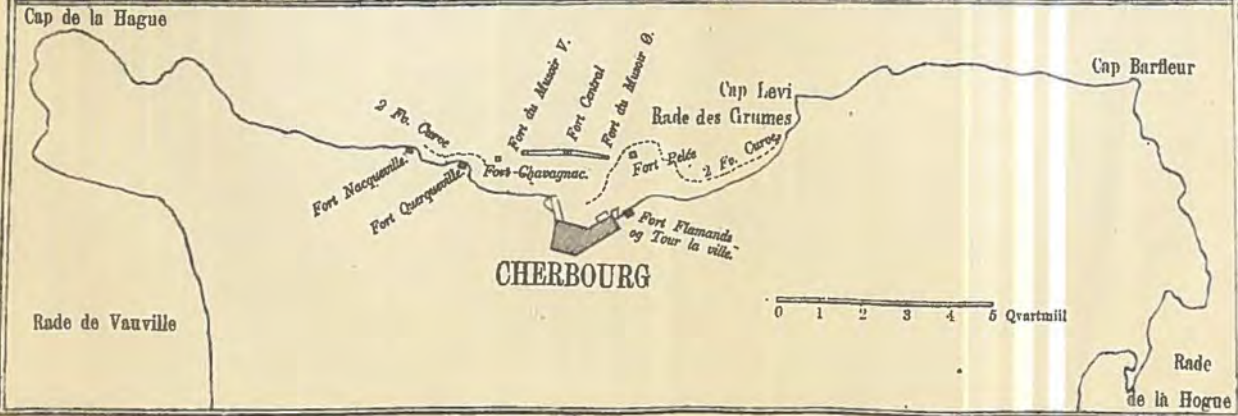 Cap de la Hague
2 Fv. Curve
Fort du Musoir V.
Fort Central
Fort du Musoir Ø.
Cap Levi
Rade des Grumes
Cap Barfleur
Fort Nacqueville
Fort Querqueville
Fort Chavagnac.
Fort Pelée
2 Fv. Curve
Fort Flamands
og Tour la ville.
CHERBOURG
Rade de Vauville
0 1 2 3 4 5 Qvartmiil
Rade
de la Hogue